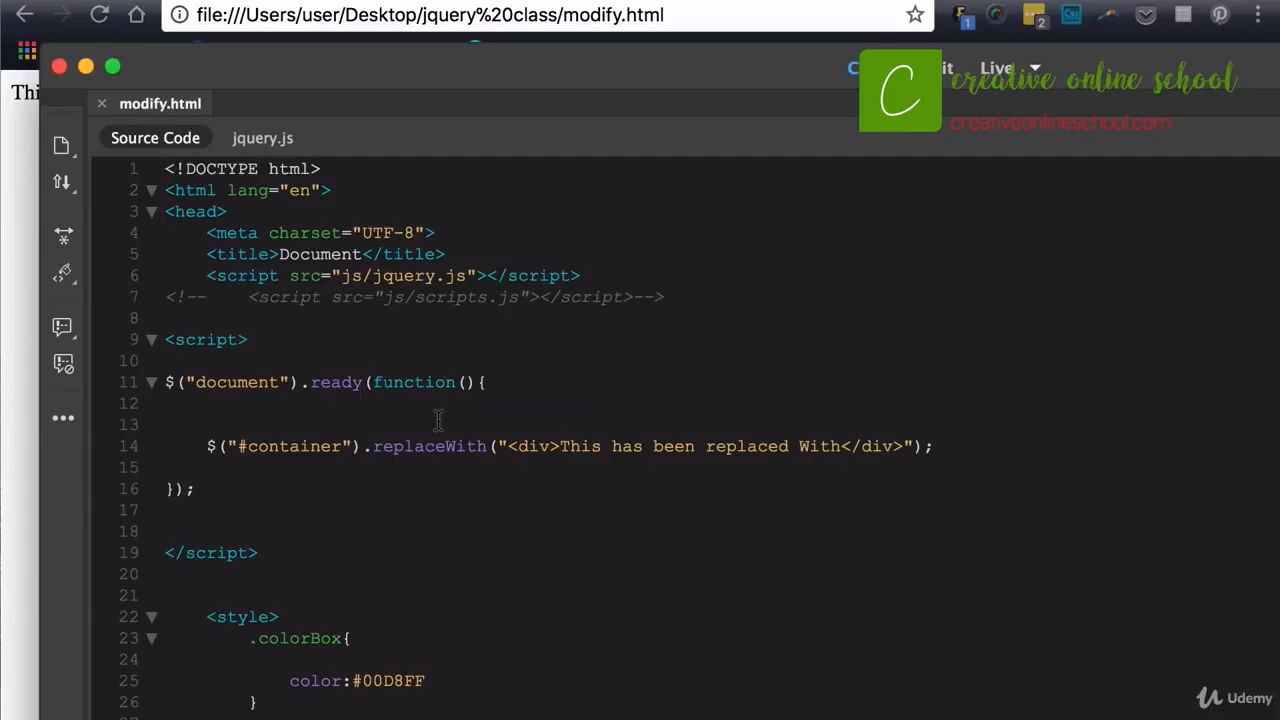 file:///Users/user/Desktop/jquery%20class/modify.html
1
2
Thi
Live
C
creative online school
creativeonlineschool.com
× modify.html
Source Code jquery.js
1 <!DOCTYPE html>
2 <html lang="en">
3 <head>
4 <meta charset="UTF-8">
5 <title>Document</title>
6 <script src="js/jquery.js"></script>
7 <!-- <script src="js/scripts.js"></script>-->
8
9 <script>
10
11 $("document").ready(function(){
12
13
14 $("#container").replaceWith("<div>This has been replaced With</div>");
15
16 });
17
18
19 </script>
20
21
22 <style>
23 .colorBox{
24
25 color:#00D8FF
26 }
Udemy